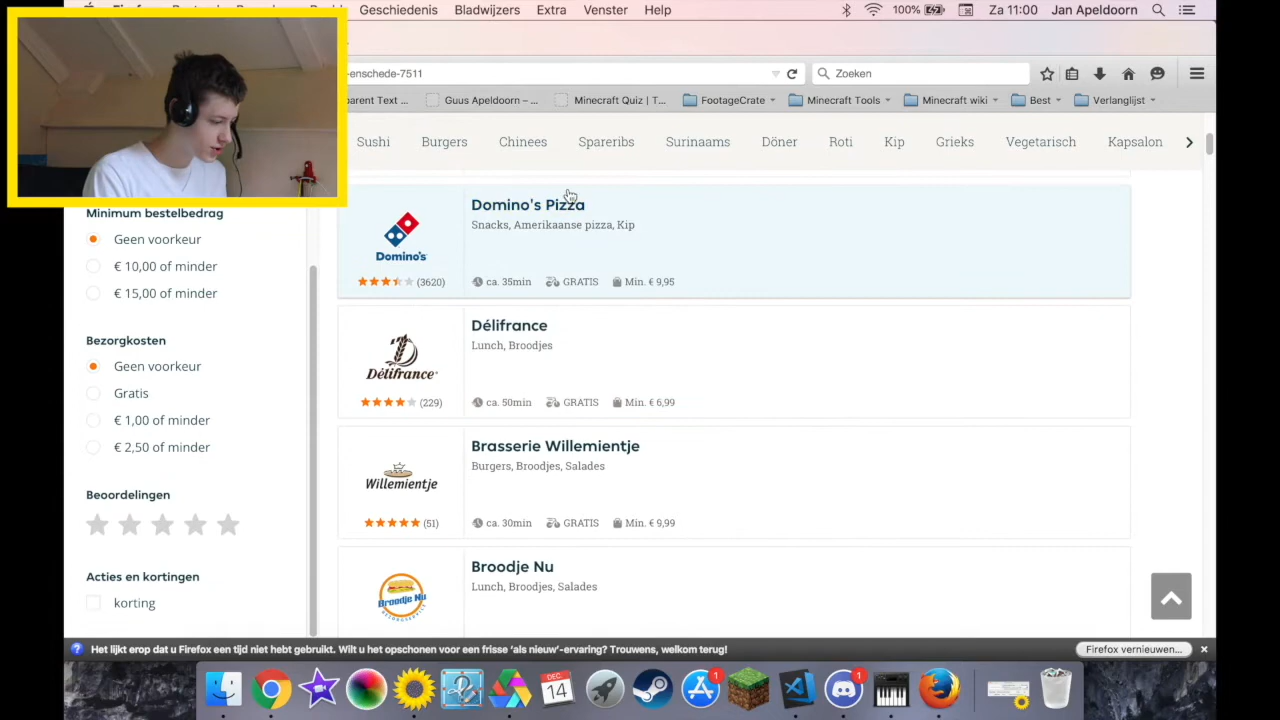 Geschiedenis Bladwijzers Extra Venster Help 100% Za 11:00 Jan Apeldoorn
-enschede-7511 Zoeken
parent Text ... Guus Apeldoorn – ... Minecraft Quiz | T... FootageCrate Minecraft Tools Minecraft wiki Best Verlanglijst
Sushi Burgers Chinees Spareribs Surinaams Döner Roti Kip Grieks Vegetarisch Kapsalon
Minimum bestelbedrag
Geen voorkeur
€ 10,00 of minder
€ 15,00 of minder
Bezorgkosten
Geen voorkeur
Gratis
€ 1,00 of minder
€ 2,50 of minder
Beoordelingen
Acties en kortingen
korting
Domino's Pizza
Snacks, Amerikaanse pizza, Kip
Domino's
(3620) ca. 35min GRATIS Min. € 9,95
Délifrance
Lunch, Broodjes
Délifrance
(229) ca. 50min GRATIS Min. € 6,99
Brasserie Willemientje
Burgers, Broodjes, Salades
Willemientje
(51) ca. 30min GRATIS Min. € 9,99
Broodje Nu
Lunch, Broodjes, Salades
Broodje Nu
Het lijkt erop dat u Firefox een tijd niet hebt gebruikt. Wilt u het opschonen voor een frisse ‘als nieuw’-ervaring? Trouwens, welkom terug! Firefox vernieuwen...
DEC.
14
1
1